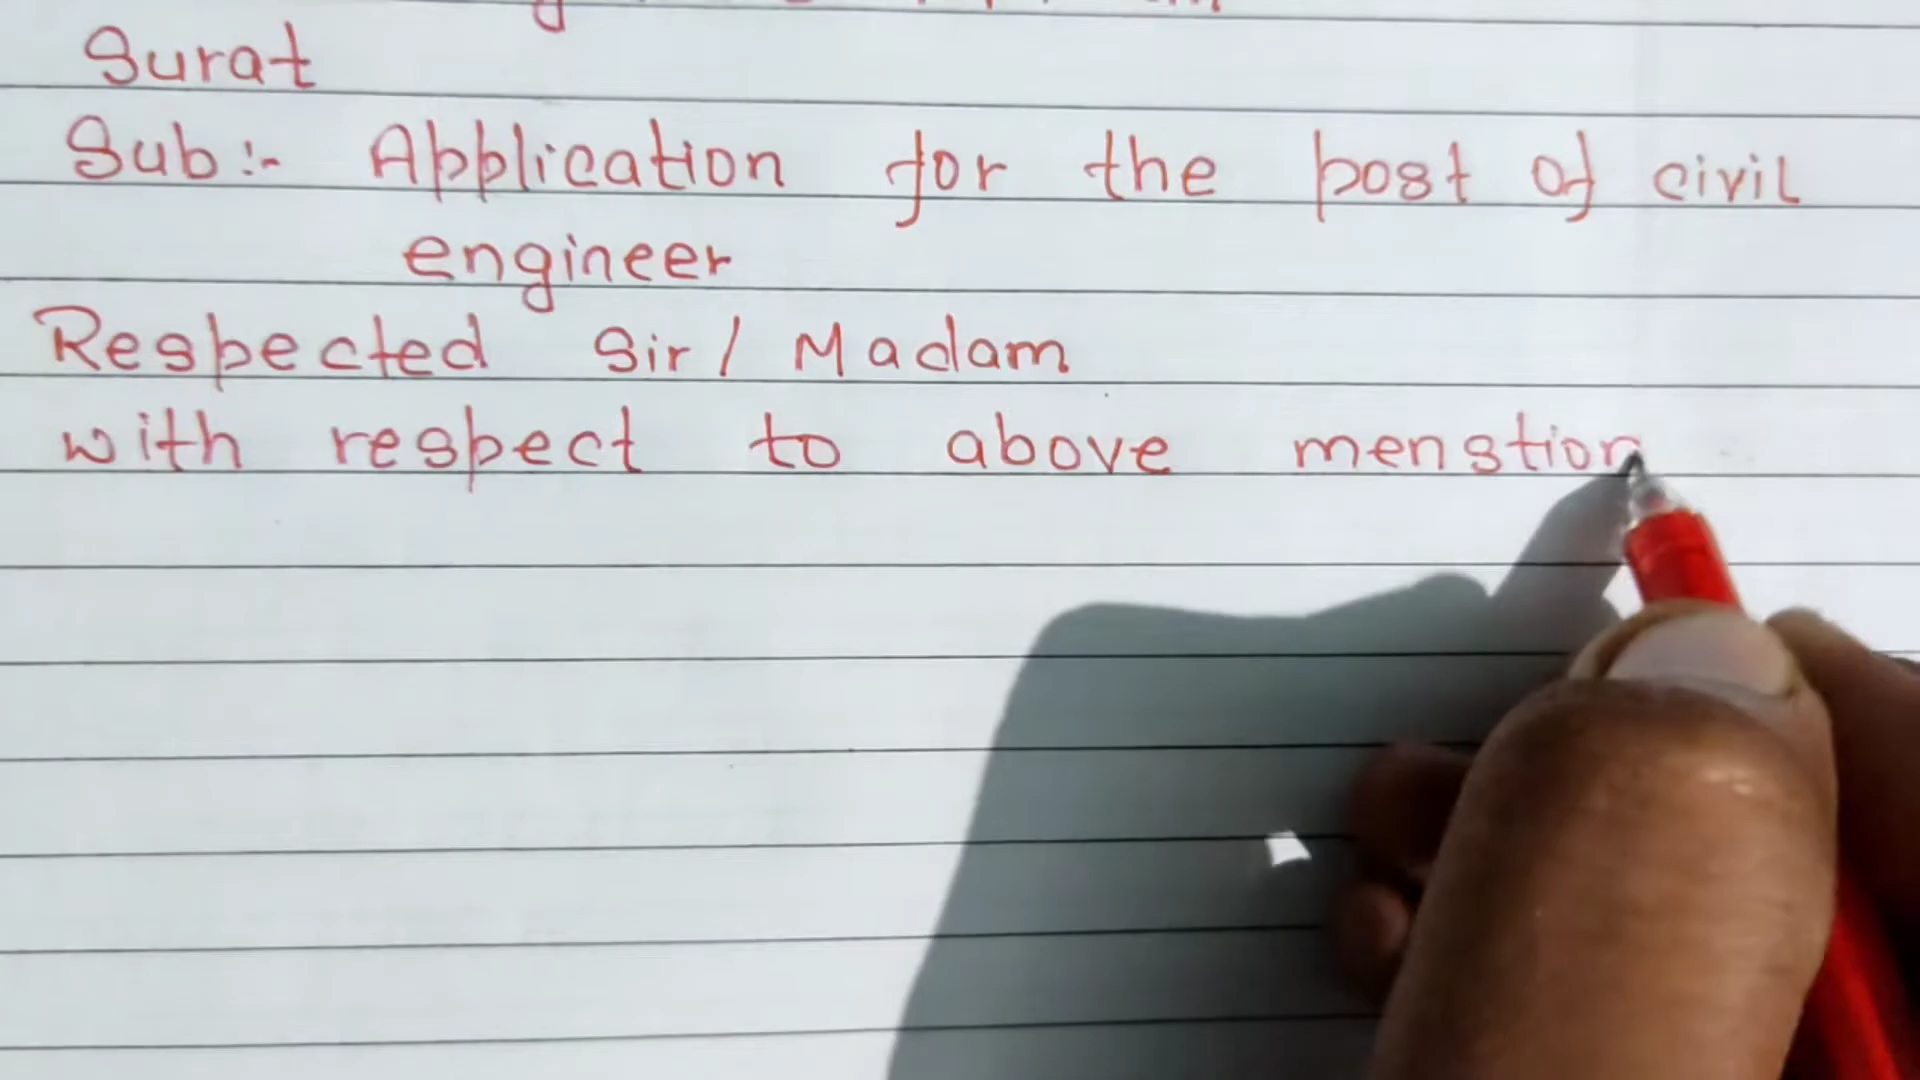 Surat
Sub:- Application for the post of civil
engineer
Respected Sir/ Madam
with respect to above menstion